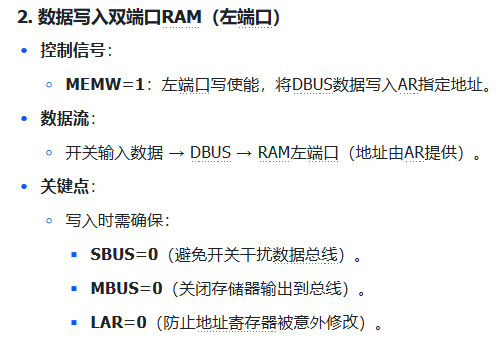 2. 数据写入双端口RAM（左端口）
• 控制信号：
◦ MEMW=1：左端口写使能，将DBUS数据写入AR指定地址。
• 数据流：
◦ 开关输入数据 → DBUS → RAM左端口（地址由AR提供）。
• 关键点：
◦ 写入时需确保：
▪ SBUS=0（避免开关干扰数据总线）。
▪ MBUS=0（关闭存储器输出到总线）。
▪ LAR=0（防止地址寄存器被意外修改）。